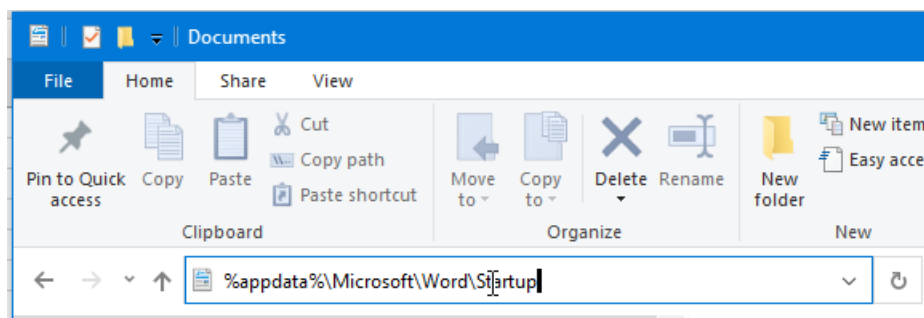 Documents
File Home Share View
Pin to Quick access
Copy
Paste
Cut
Copy path
Paste shortcut
Move to
Copy to
Delete
Rename
New folder
New item
Easy acce
Clipboard
Organize
New
%appdata%\Microsoft\Word\Startup